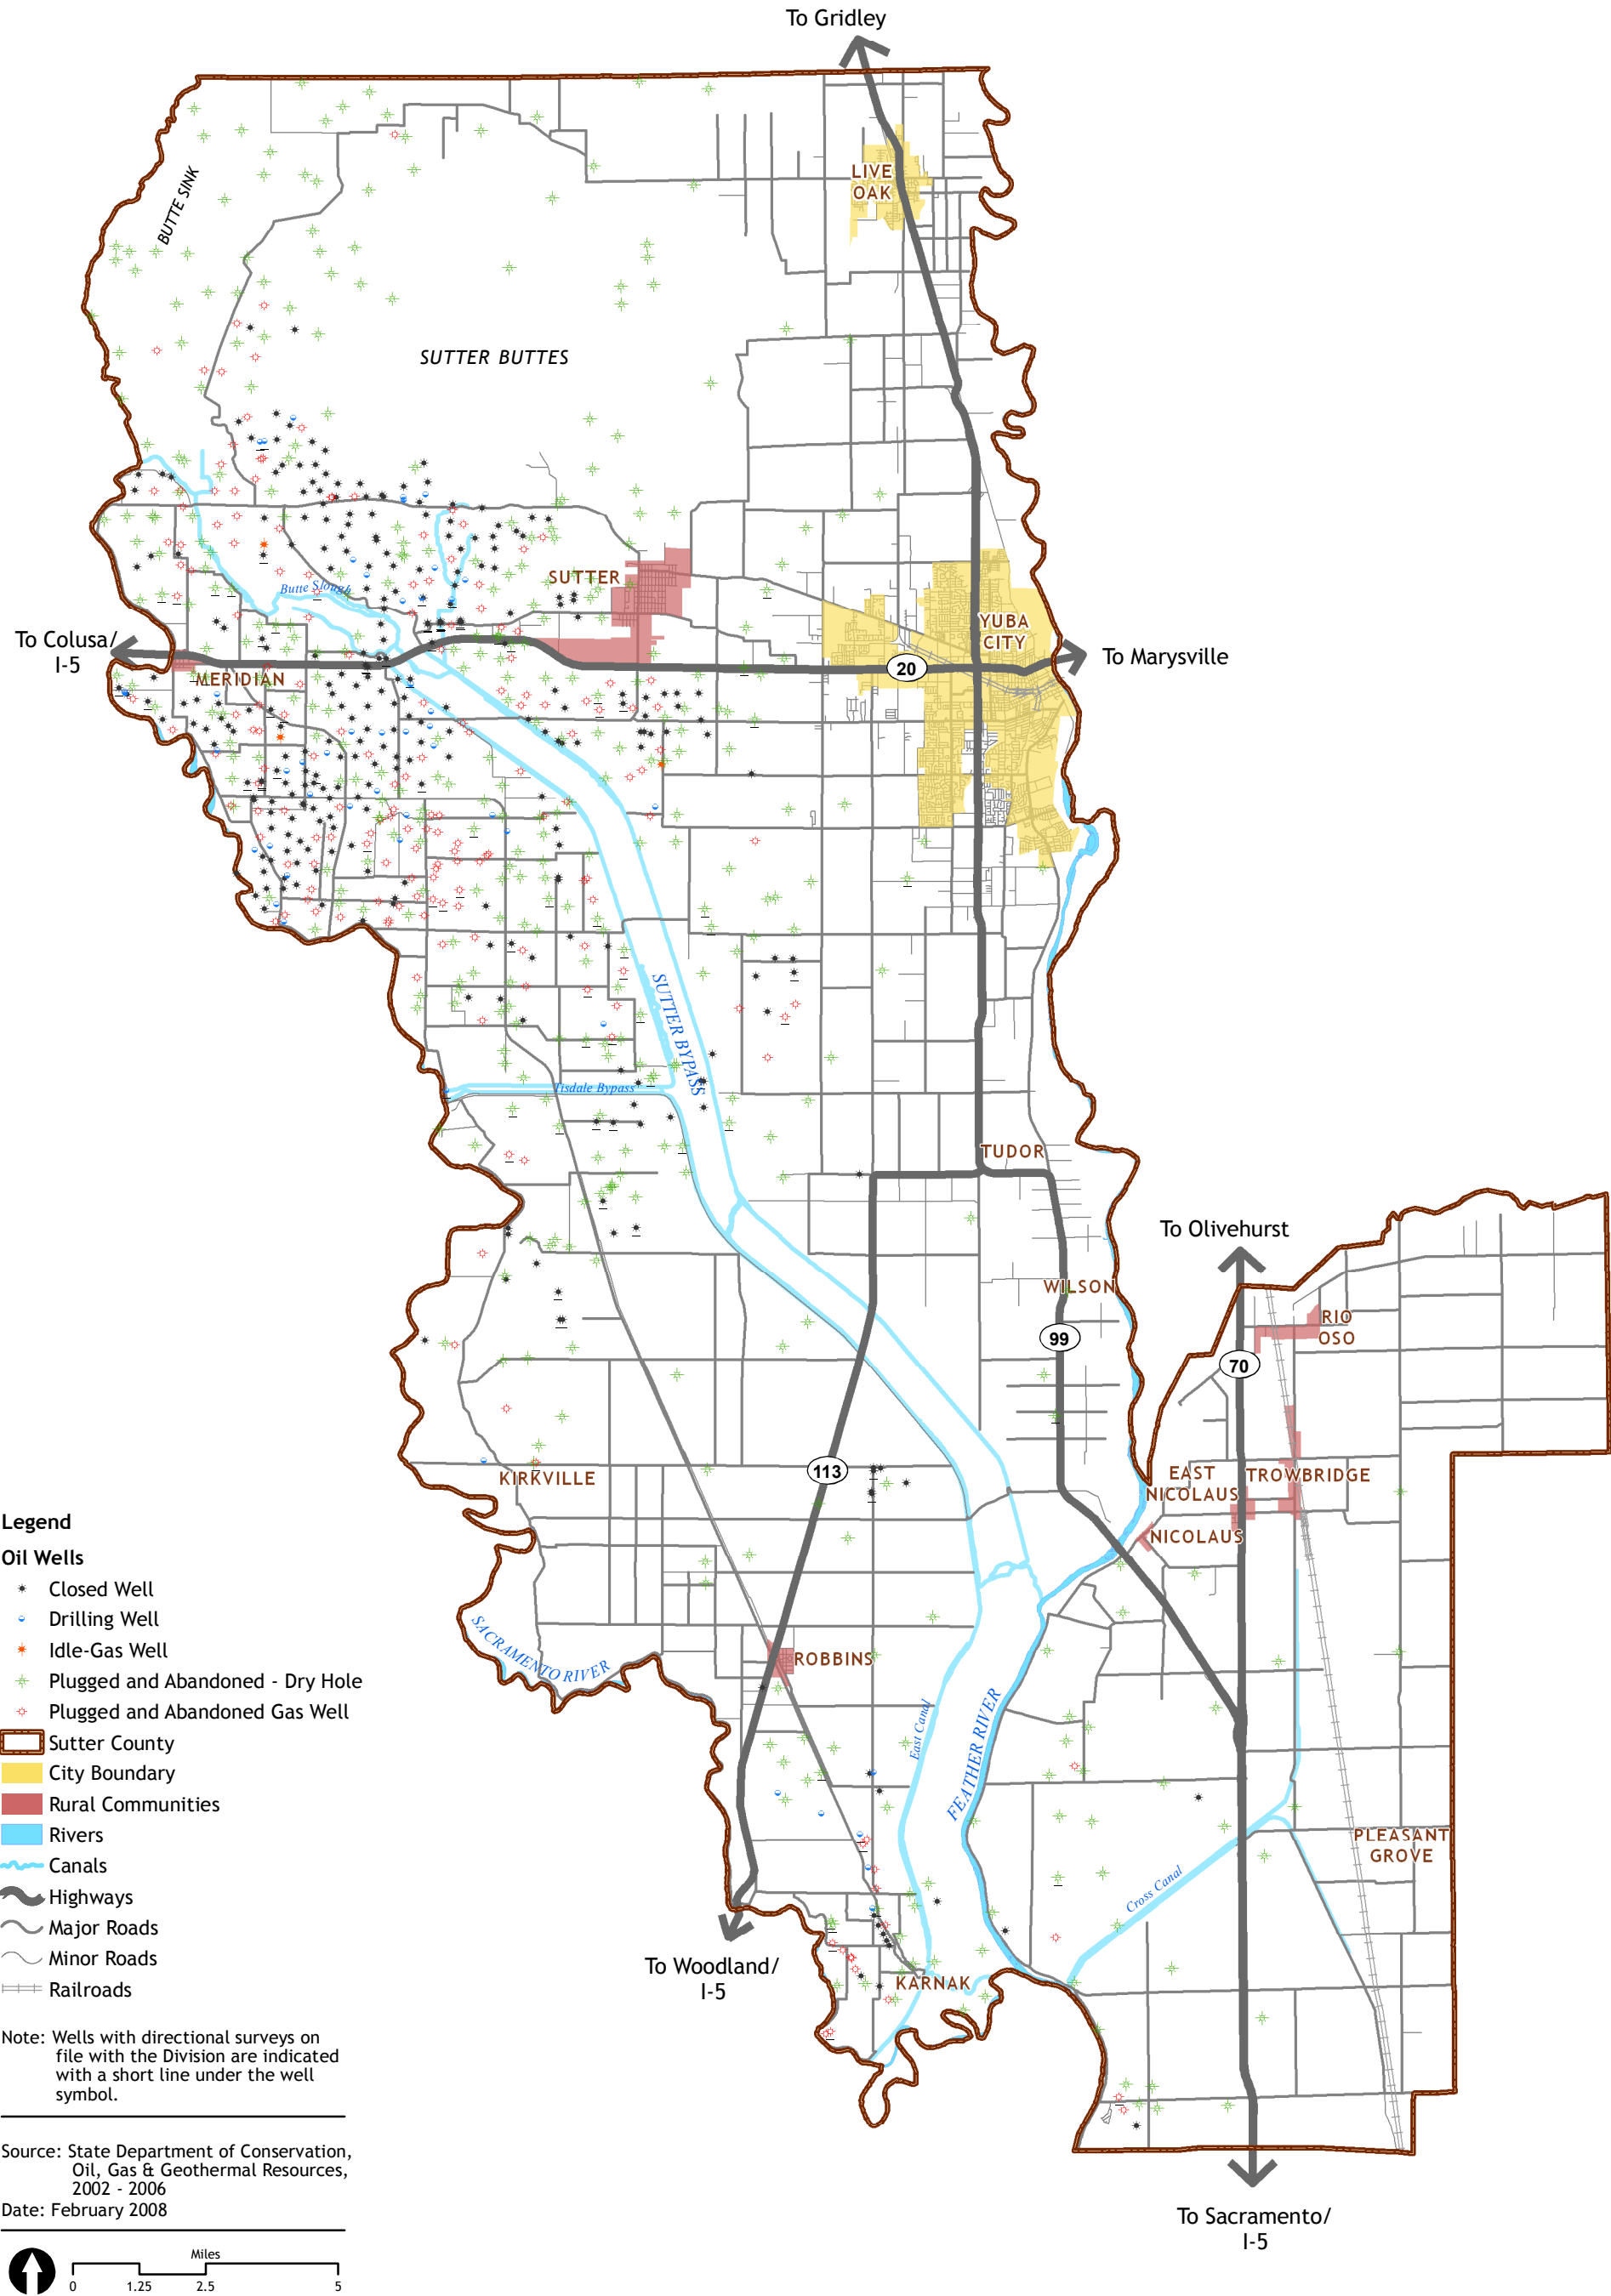 To Gridley
BUTTE SINK
LIVE
OAK
SUTTER BUTTES
SUTTER
Butte Slough
YUBA
CITY
To Colusa/
I-5
MERIDIAN
20
To Marysville
SUTTER BYPASS
Tisdale Bypass
TUDOR
To Olivehurst
WILSON
RIO
OSO
99
70
113
KIRKVILLE
EAST
NICOLAUS
TROWBRIDGE
NICOLAUS
SACRAMENTO RIVER
ROBBINS
East Canal
FEATHER RIVER
PLEASANT
GROVE
Cross Canal
To Woodland/
I-5
KARNAK
To Sacramento/
I-5
Legend
Oil Wells
Closed Well
Drilling Well
Idle-Gas Well
Plugged and Abandoned - Dry Hole
Plugged and Abandoned Gas Well
Sutter County
City Boundary
Rural Communities
Rivers
Canals
Highways
Major Roads
Minor Roads
Railroads
Note: Wells with directional surveys on
file with the Division are indicated
with a short line under the well
symbol.
Source: State Department of Conservation,
Oil, Gas & Geothermal Resources,
2002 - 2006
Date: February 2008
Miles
0 1.25 2.5 5